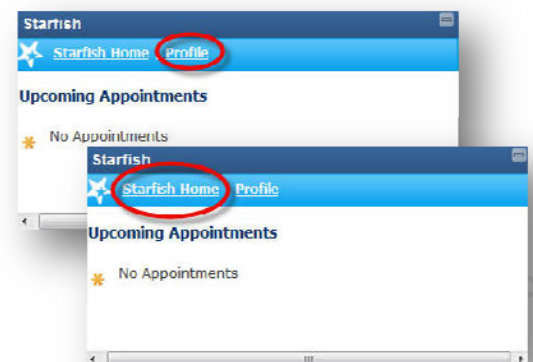 Starfish
Starfish Home Profile
Upcoming Appointments
No Appointments
Starfish
Starfish Home Profile
Upcoming Appointments
No Appointments